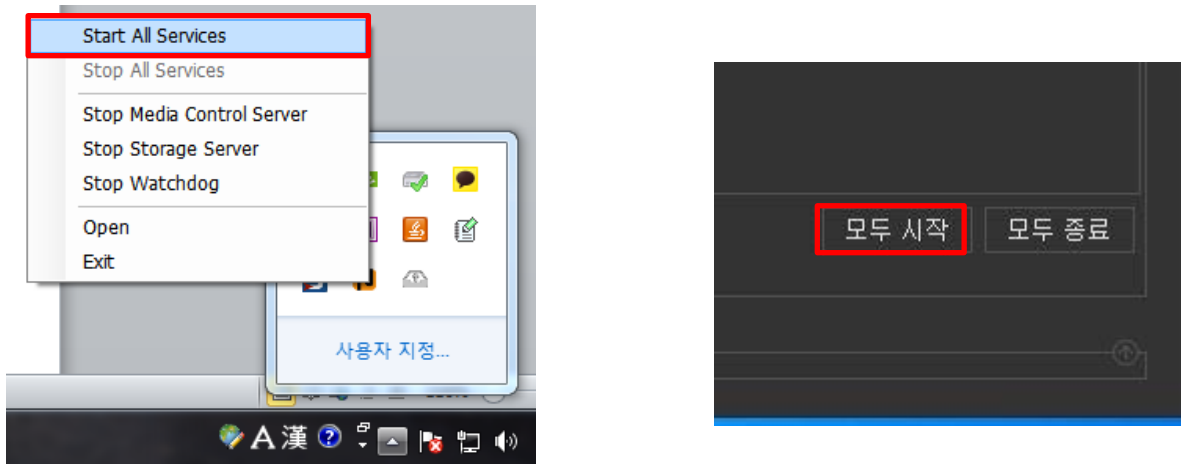 Start All Services
Stop All Services
Stop Media Control Server
Stop Storage Server
Stop Watchdog
Open
Exit
사용자 지정...
A 漢
모두 시작
모두 종료